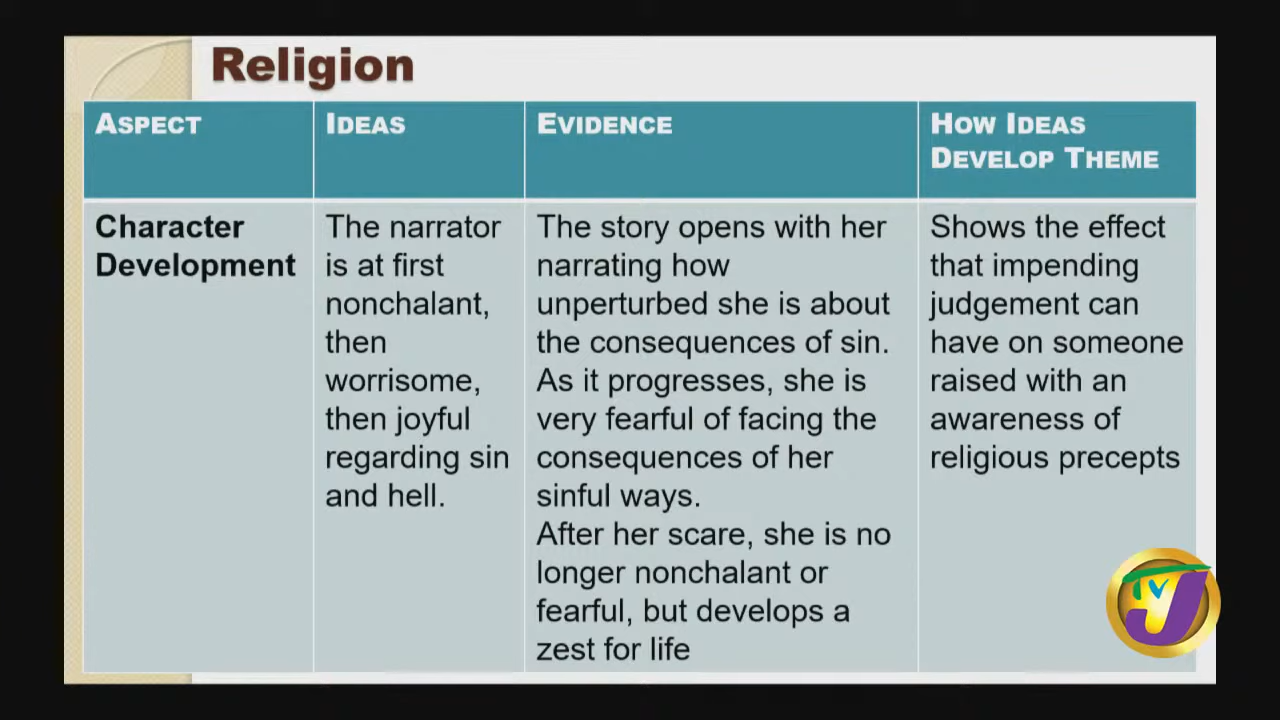 Religion
ASPECT
IDEAS
EVIDENCE
HOW IDEAS
DEVELOP THEME
Character
Development
The narrator
is at first
nonchalant,
then
worrisome,
then joyful
regarding sin
and hell.
The story opens with her
narrating how
unperturbed she is about
the consequences of sin.
As it progresses, she is
very fearful of facing the
consequences of her
sinful ways.
After her scare, she is no
longer nonchalant or
fearful, but develops a
zest for life
Shows the effect
that impending
judgement can
have on someone
raised with an
awareness of
religious precepts
TVJ